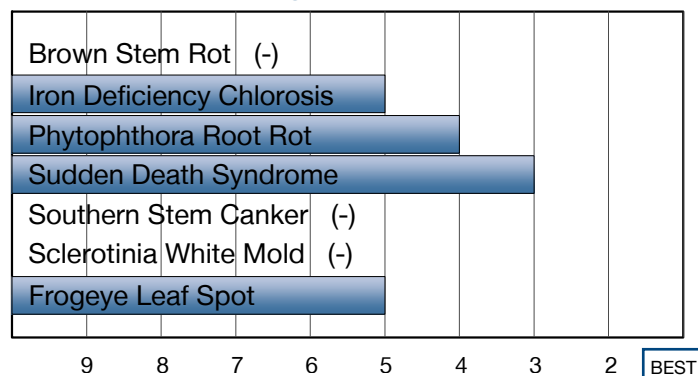 Brown Stem Rot (-)
Iron Deficiency Chlorosis
Phytophthora Root Rot
Sudden Death Syndrome
Southern Stem Canker (-)
Sclerotinia White Mold (-)
Frogeye Leaf Spot
9 8 7 6 5 4 3 2 BEST